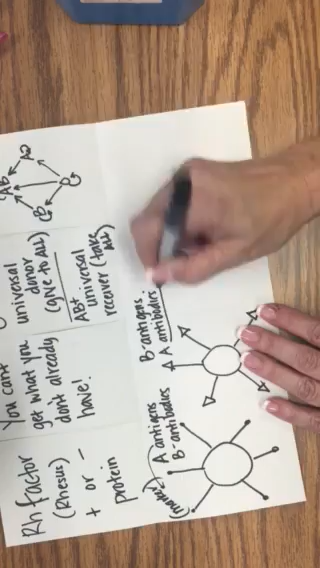 Rh factor
(Rhesus)
+ or -
protein
You can't
get what you
don't already
have!
universal
donor
(give to ALL)
AB+
universal
receiver (take
ALL)
AB
A
B
O
A antigens
B-antibodies
B-antigens
A antibodies